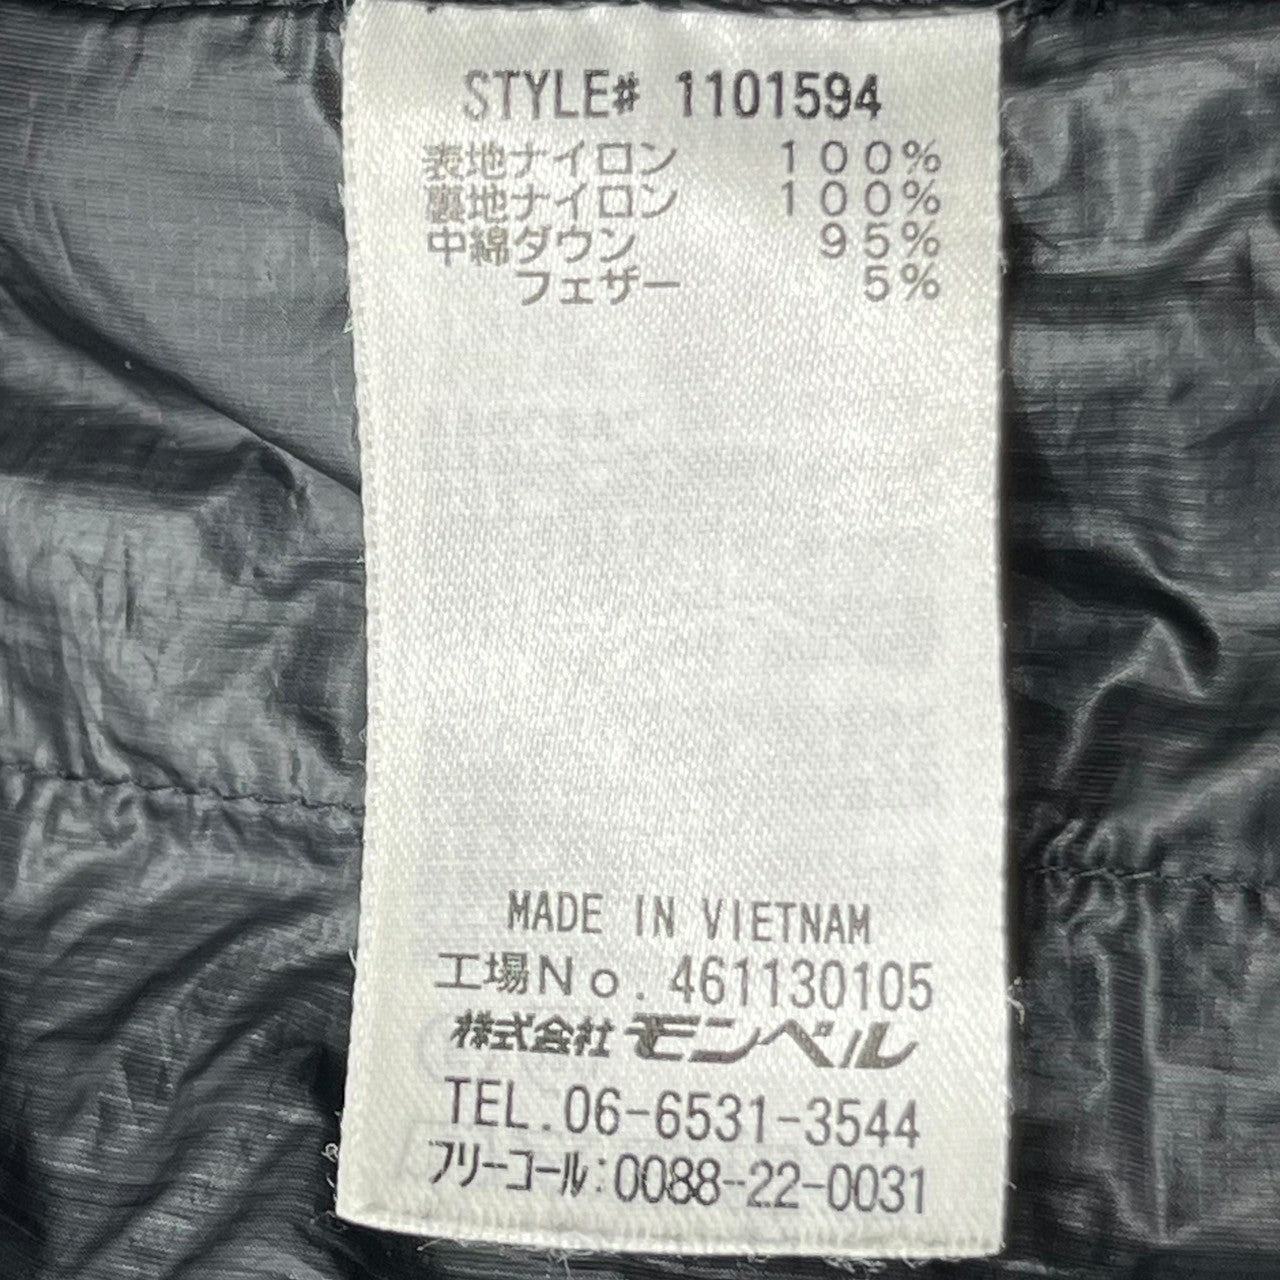 STYLE# 1101594
表地ナイロン 100%
裏地ナイロン 100%
中綿ダウン 95%
フェザー 5%
MADE IN VIETNAM
工場No. 461130105
株式会社 モンベル
TEL. 06-6531-3544
フリーコール:0088-22-0031